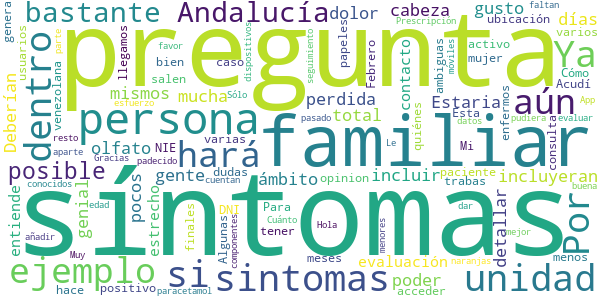 genera bastante Andalucía dolor cabeza gusto ubicación días faltan
usuarios parte dentro pregunta Prescripción Ya varios
llegamos papeles favor activo
Deberían venezolana salen bien caso Febrero dispositivos seguimiento contacto ambiguas móviles mujer Cómo Acudí App
mismos mucha perdida Estaria Esta aún
esfuerzo Sólo pasado datos pudiera evaluar
persona total quiénes enfermos consulta
resto olfato NIE varias familiar Le Mi
aparte Gracias padecido hará
posible gente dudas ámbito incluir paciente incluyeran
conocidos edad cuentan opinion trabas buena
entiende genial pocos síntomas Para estrecho detallar Por
añadir DNI Cuánto tener dar menos
Algunas componentes Hola finales menores mejor
Muy meses evaluación naranjas
ejemplo si sintomas poder unidad
hace positivo paracetamol acceder